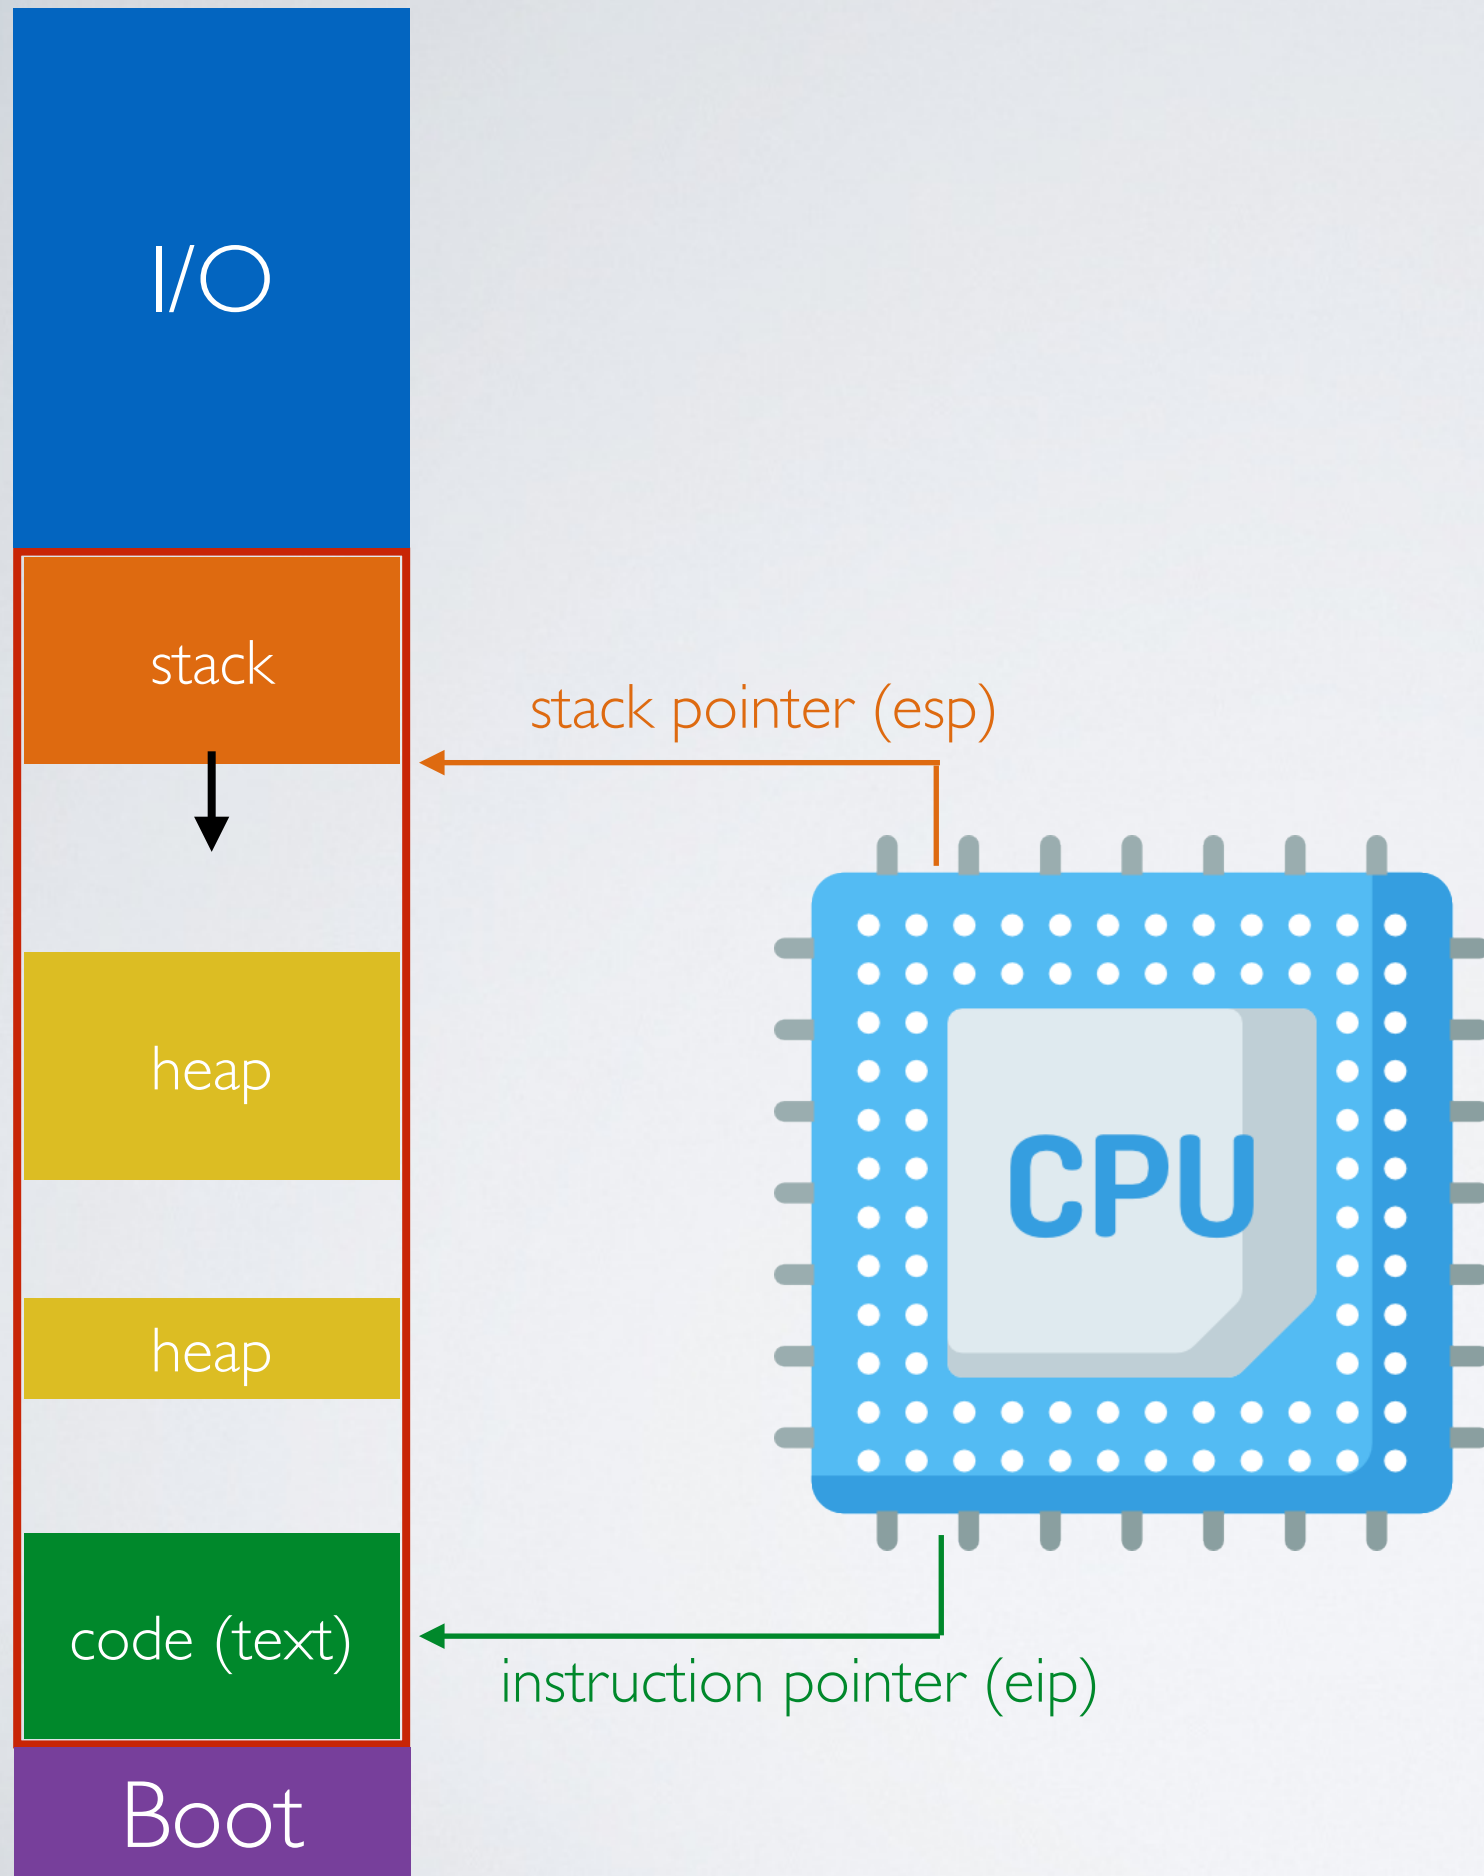 I/O
stack
stack pointer (esp)
heap
CPU
heap
code (text)
instruction pointer (eip)
Boot